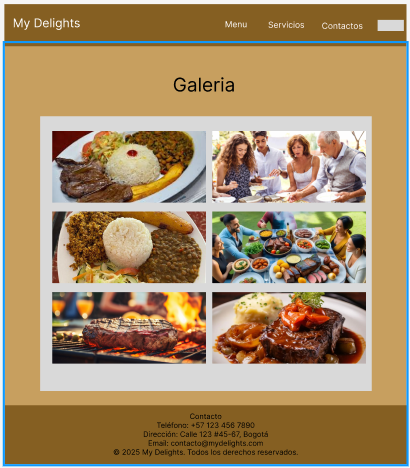 My Delights
Menu Servicios Contactos
Galeria
Contacto
Teléfono: +57 123 456 7890
Dirección: Calle 123 #45-67, Bogotá
Email: contacto@mydelights.com
© 2025 My Delights. Todos los derechos reservados.